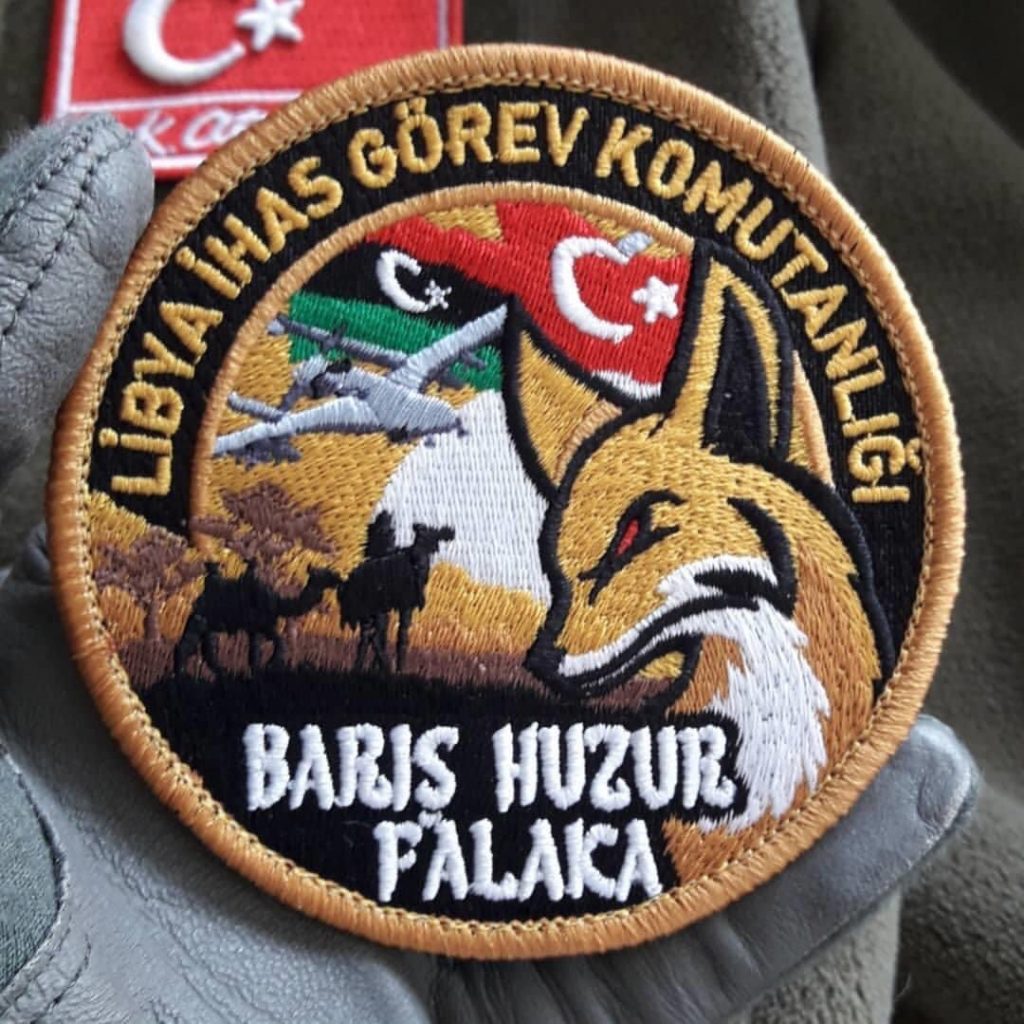 LİBYA İHAS GÖREV KOMUTANLIĞI
BARIŞ HUZUR
FALAKA